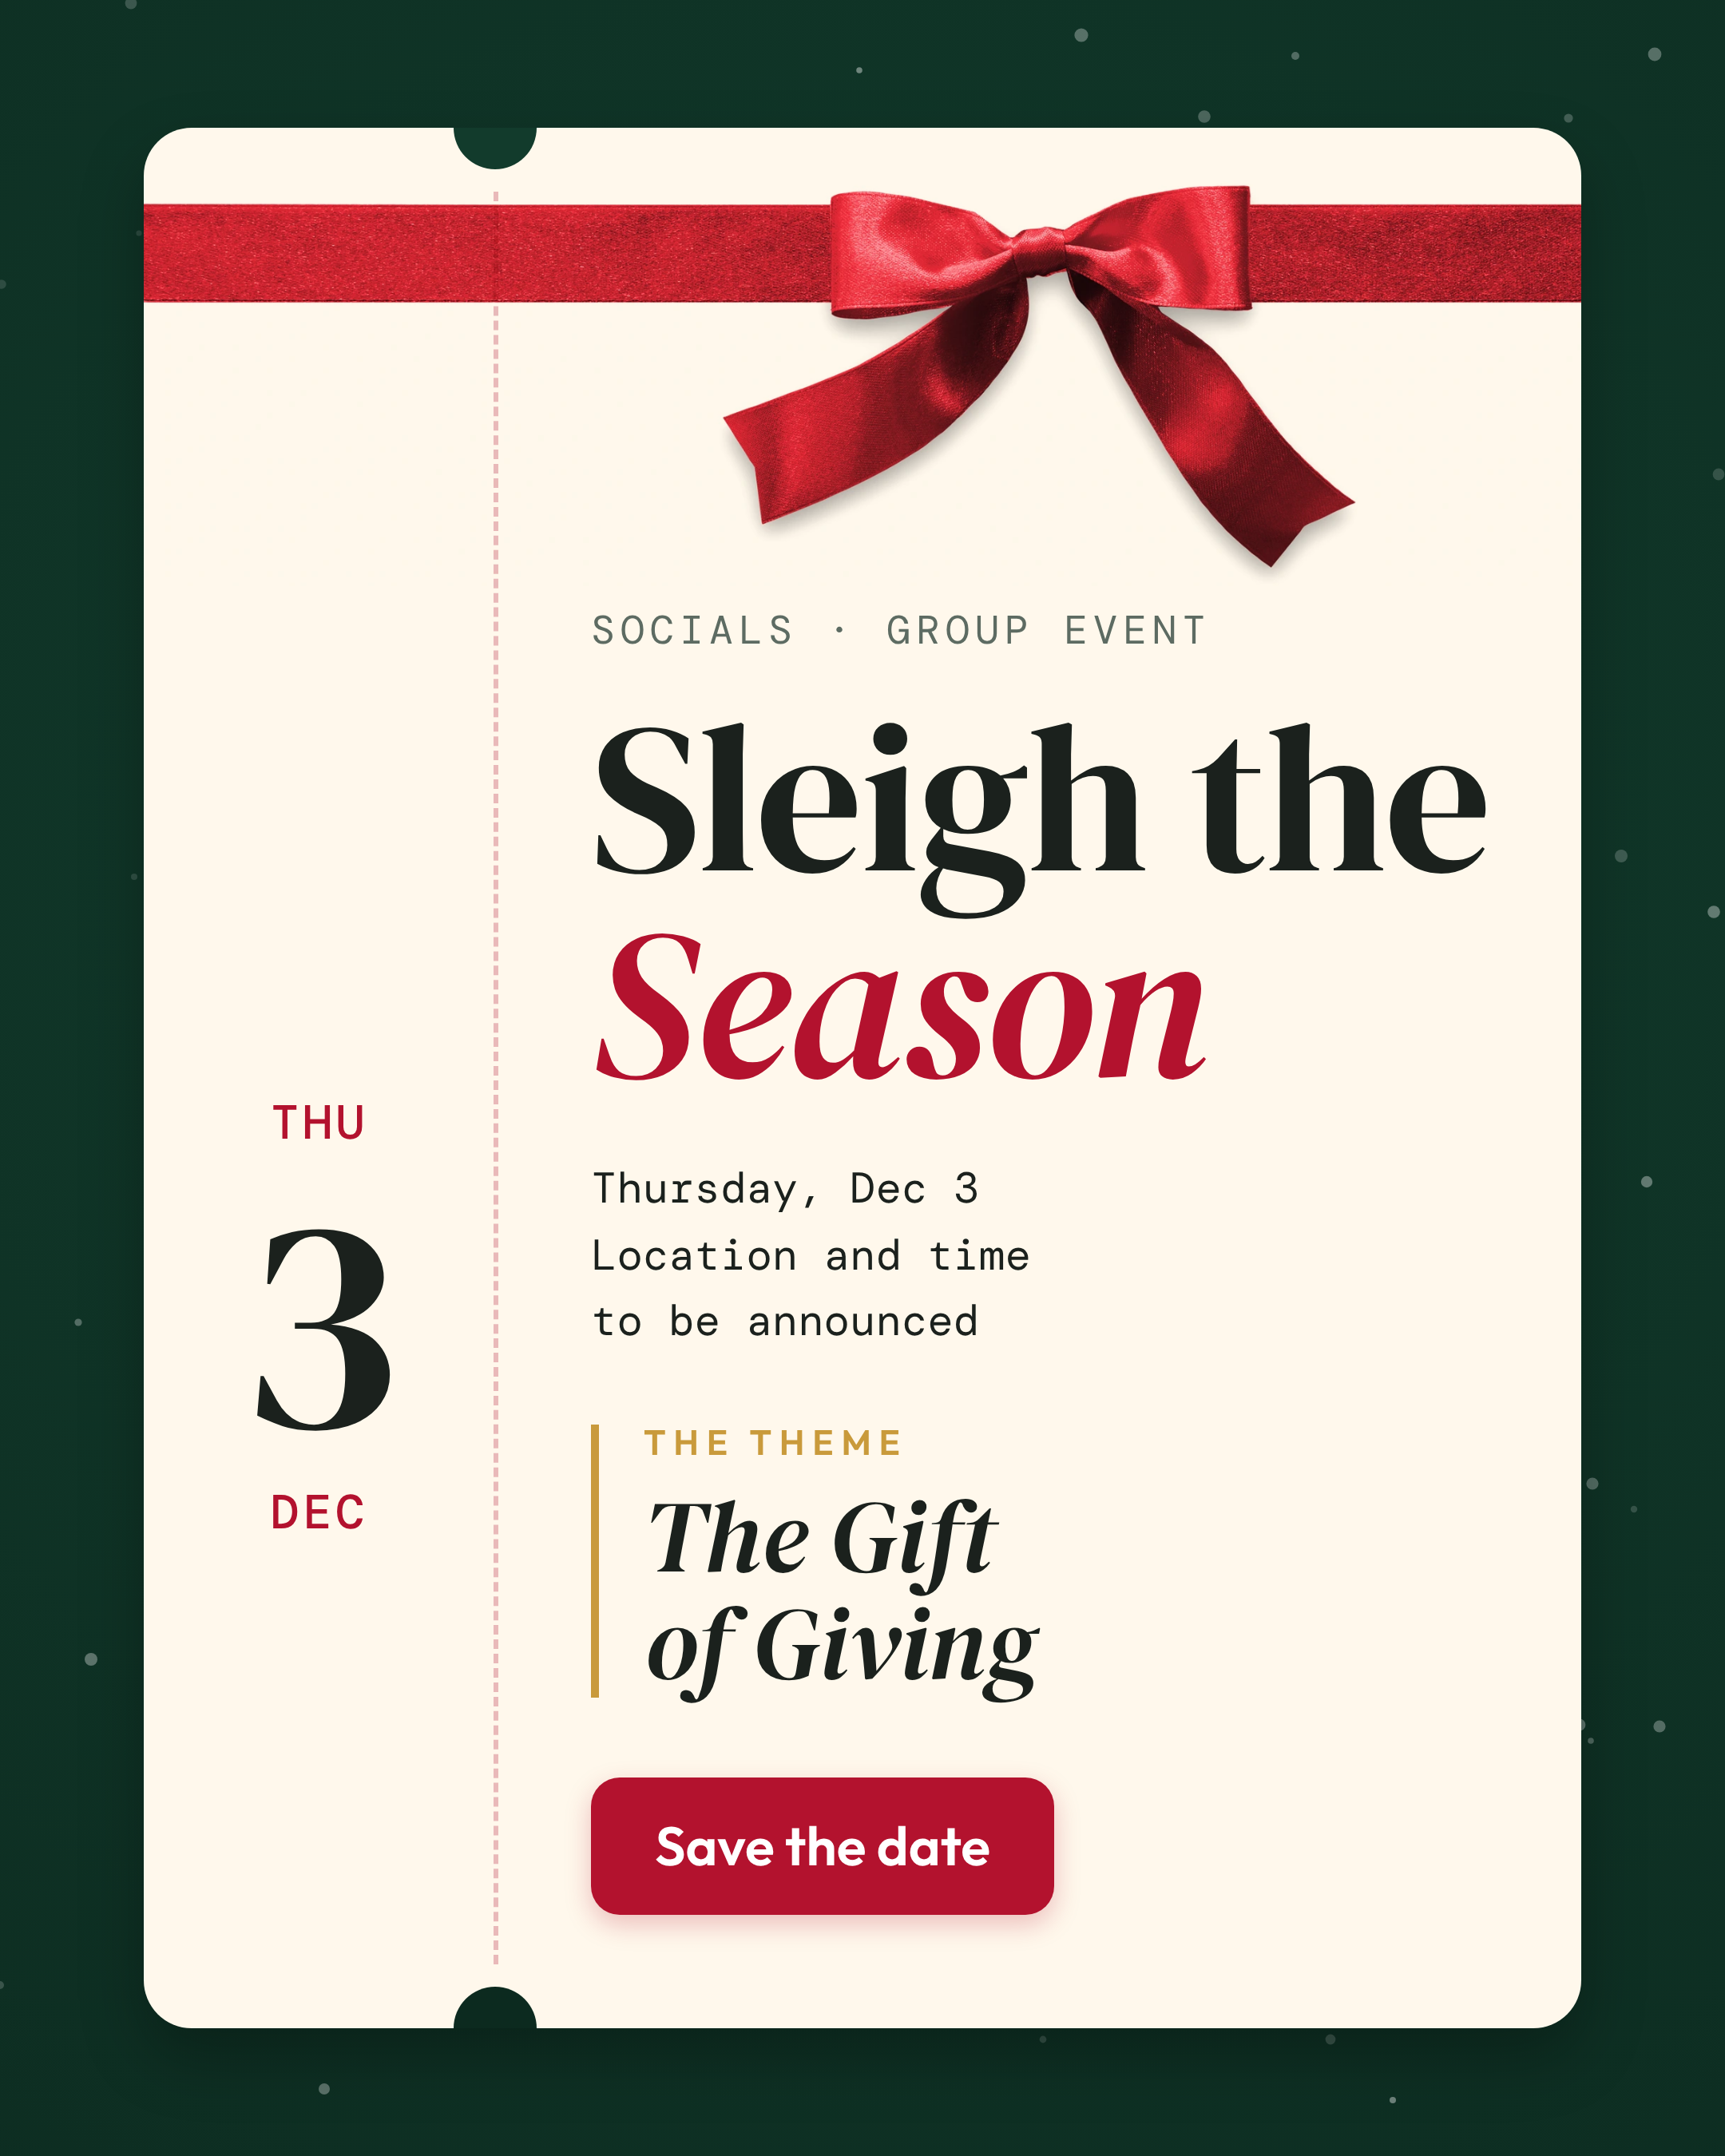 SOCIALS · GROUP EVENT
Sleigh the
Season
THU
3
DEC
Thursday, Dec 3
Location and time
to be announced
THE THEME
The Gift
of Giving
Save the date